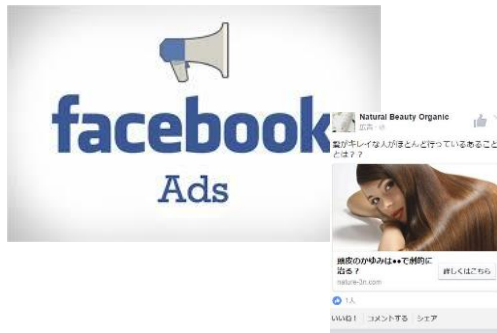 facebook
Ads
Natural Beauty Organic
広告
髪がキレイな人がほとんど行っているあること
とは？？
頭皮のかゆみは●●で劇的に
治る？
詳しくはこちら
nature-3n.com
1人
いいね！ コメントする シェア